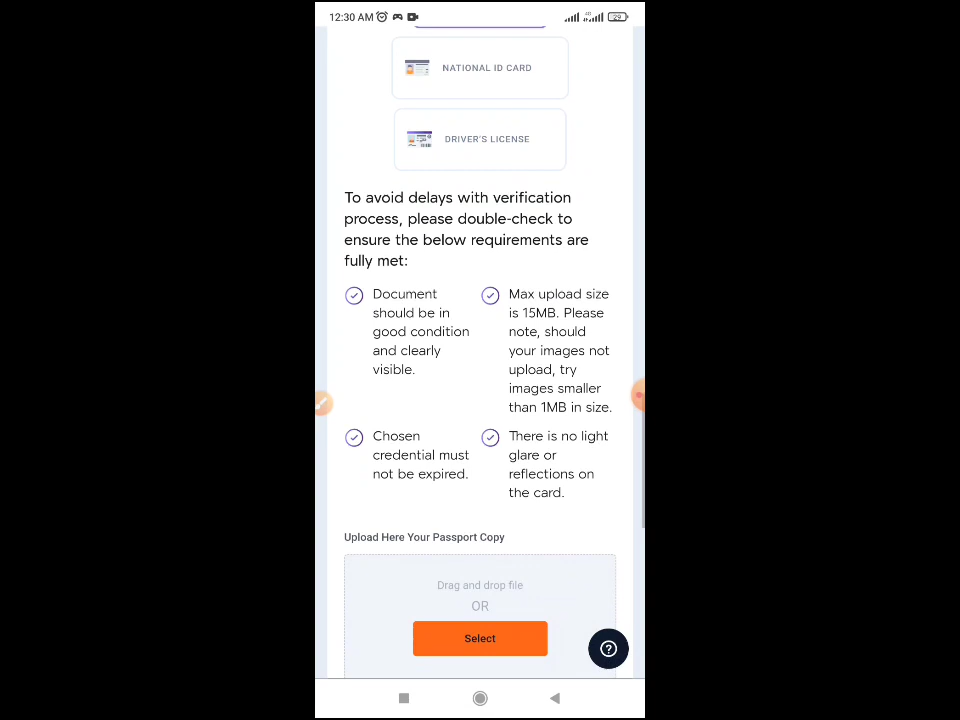 12:30 AM
4G
29
NATIONAL ID CARD
DRIVER'S LICENSE
To avoid delays with verification
process, please double-check to
ensure the below requirements are
fully met:
Document
should be in
good condition
and clearly
visible.
Max upload size
is 15MB. Please
note, should
your images not
upload, try
images smaller
than 1MB in size.
Chosen
credential must
not be expired.
There is no light
glare or
reflections on
the card.
Upload Here Your Passport Copy
Drag and drop file
OR
Select